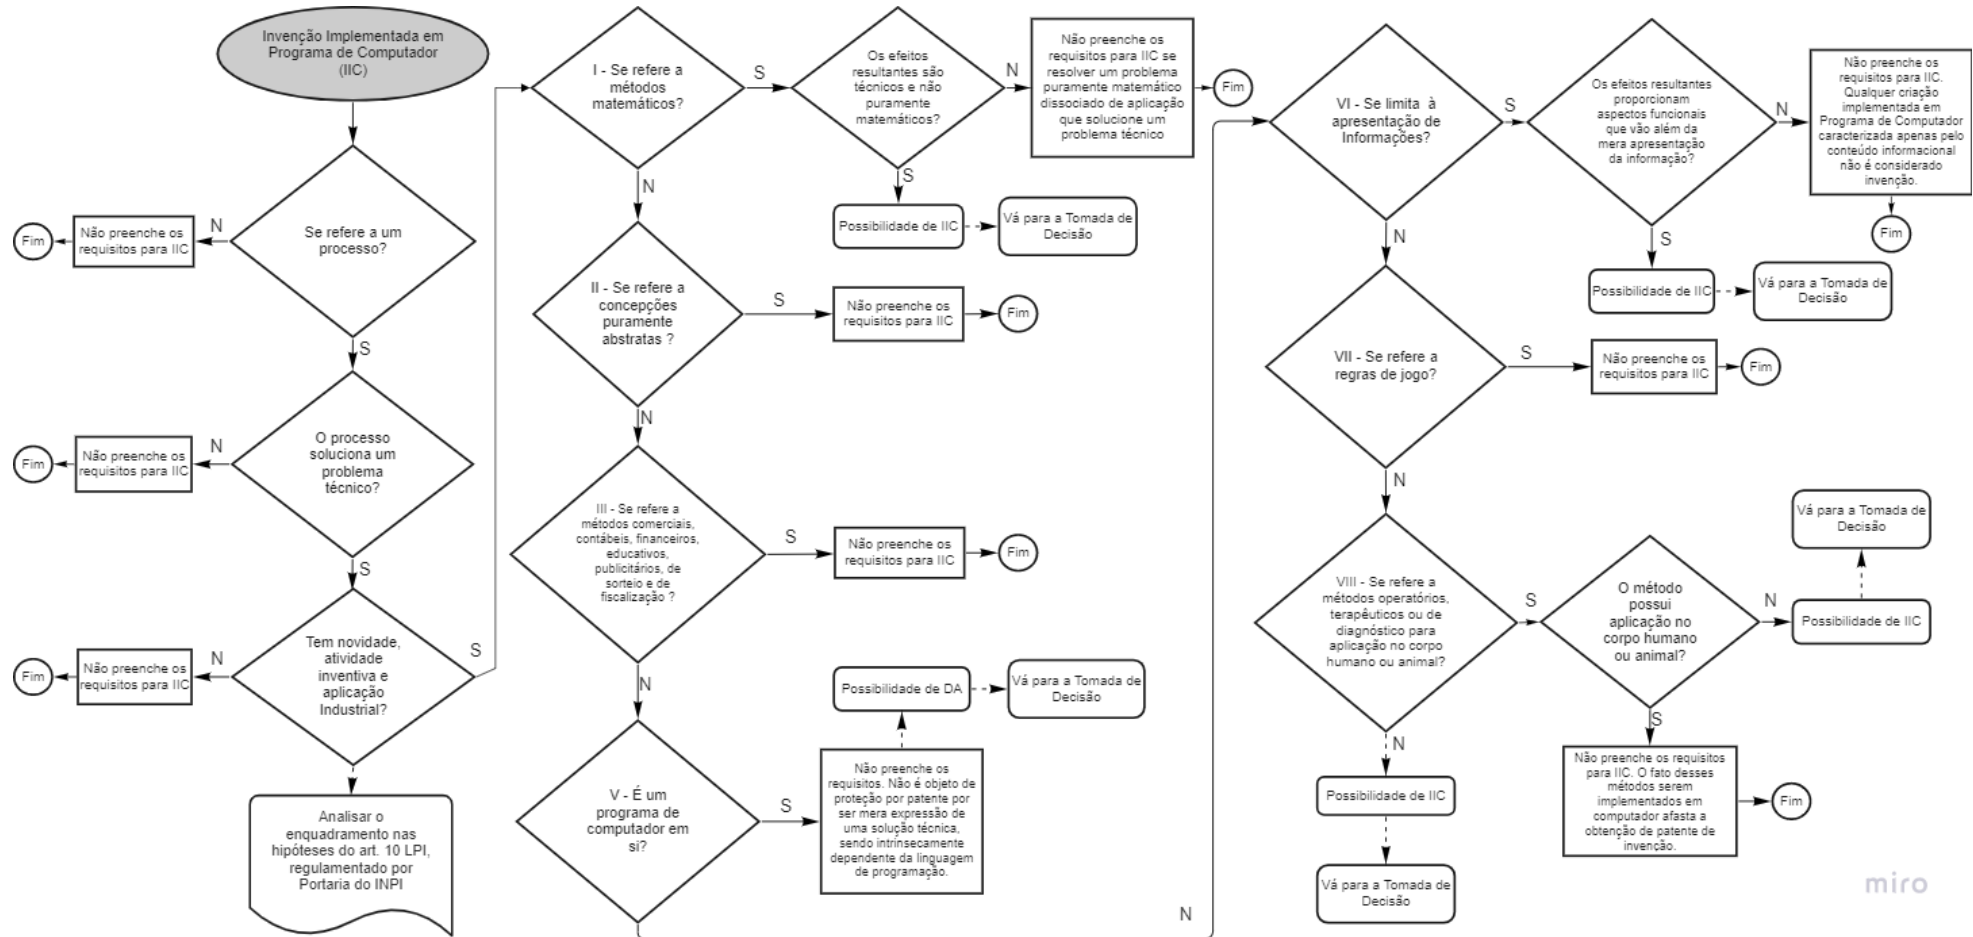 Invenção Implementada em
Programa de Computador
(IIC)
Se refere a um
processo?
N
Não preenche os
requisitos para IIC
Fim
S
O processo
soluciona um
problema
técnico?
N
Não preenche os
requisitos para IIC
Fim
S
Tem novidade,
atividade
inventiva e
aplicação
Industrial?
N
Não preenche os
requisitos para IIC
Fim
S
Analisar o
enquadramento nas
hipóteses do art. 10 LPI,
regulamentado por
Portaria do INPI
I - Se refere a
métodos
matemáticos?
S
Os efeitos
resultantes são
técnicos e não
puramente
matemáticos?
N
Não preenche os
requisitos para IIC se
resolver um problema
puramente matemático
dissociado de aplicação
que solucione um
problema técnico
Fim
S
Possibilidade de IIC
Vá para a Tomada de
Decisão
N
II - Se refere a
concepções
puramente
abstratas ?
S
Não preenche os
requisitos para IIC
Fim
N
III - Se refere a
métodos comerciais,
contábeis, financeiros,
educativos,
publicitários, de
sorteio e de
fiscalização ?
S
Não preenche os
requisitos para IIC
Fim
N
V - É um
programa de
computador em
si?
S
Não preenche os
requisitos. Não é objeto de
proteção por patente por
ser mera expressão de
uma solução técnica,
sendo intrinsecamente
dependente da linguagem
de programação.
Possibilidade de DA
Vá para a Tomada de
Decisão
N
VI - Se limita à
apresentação de
Informações?
S
Os efeitos resultantes
proporcionam
aspectos funcionais
que vão além da
mera apresentação
da informação?
N
Não preenche os
requisitos para IIC.
Qualquer criação
implementada em
Programa de Computador
caracterizada apenas pelo
conteúdo informacional
não é considerado
invenção.
Fim
S
Possibilidade de IIC
Vá para a Tomada de
Decisão
N
VII - Se refere a
regras de jogo?
S
Não preenche os
requisitos para IIC
Fim
N
VIII - Se refere a
métodos operatórios,
terapêuticos ou de
diagnóstico para
aplicação no corpo
humano ou animal?
S
O método
possui
aplicação no
corpo humano
ou animal?
N
Possibilidade de IIC
Vá para a Tomada de
Decisão
S
Não preenche os requisitos
para IIC. O fato desses
métodos serem
implementados em
computador afasta a
obtenção de patente de
invenção.
Fim
N
Possibilidade de IIC
Vá para a Tomada de
Decisão
miro